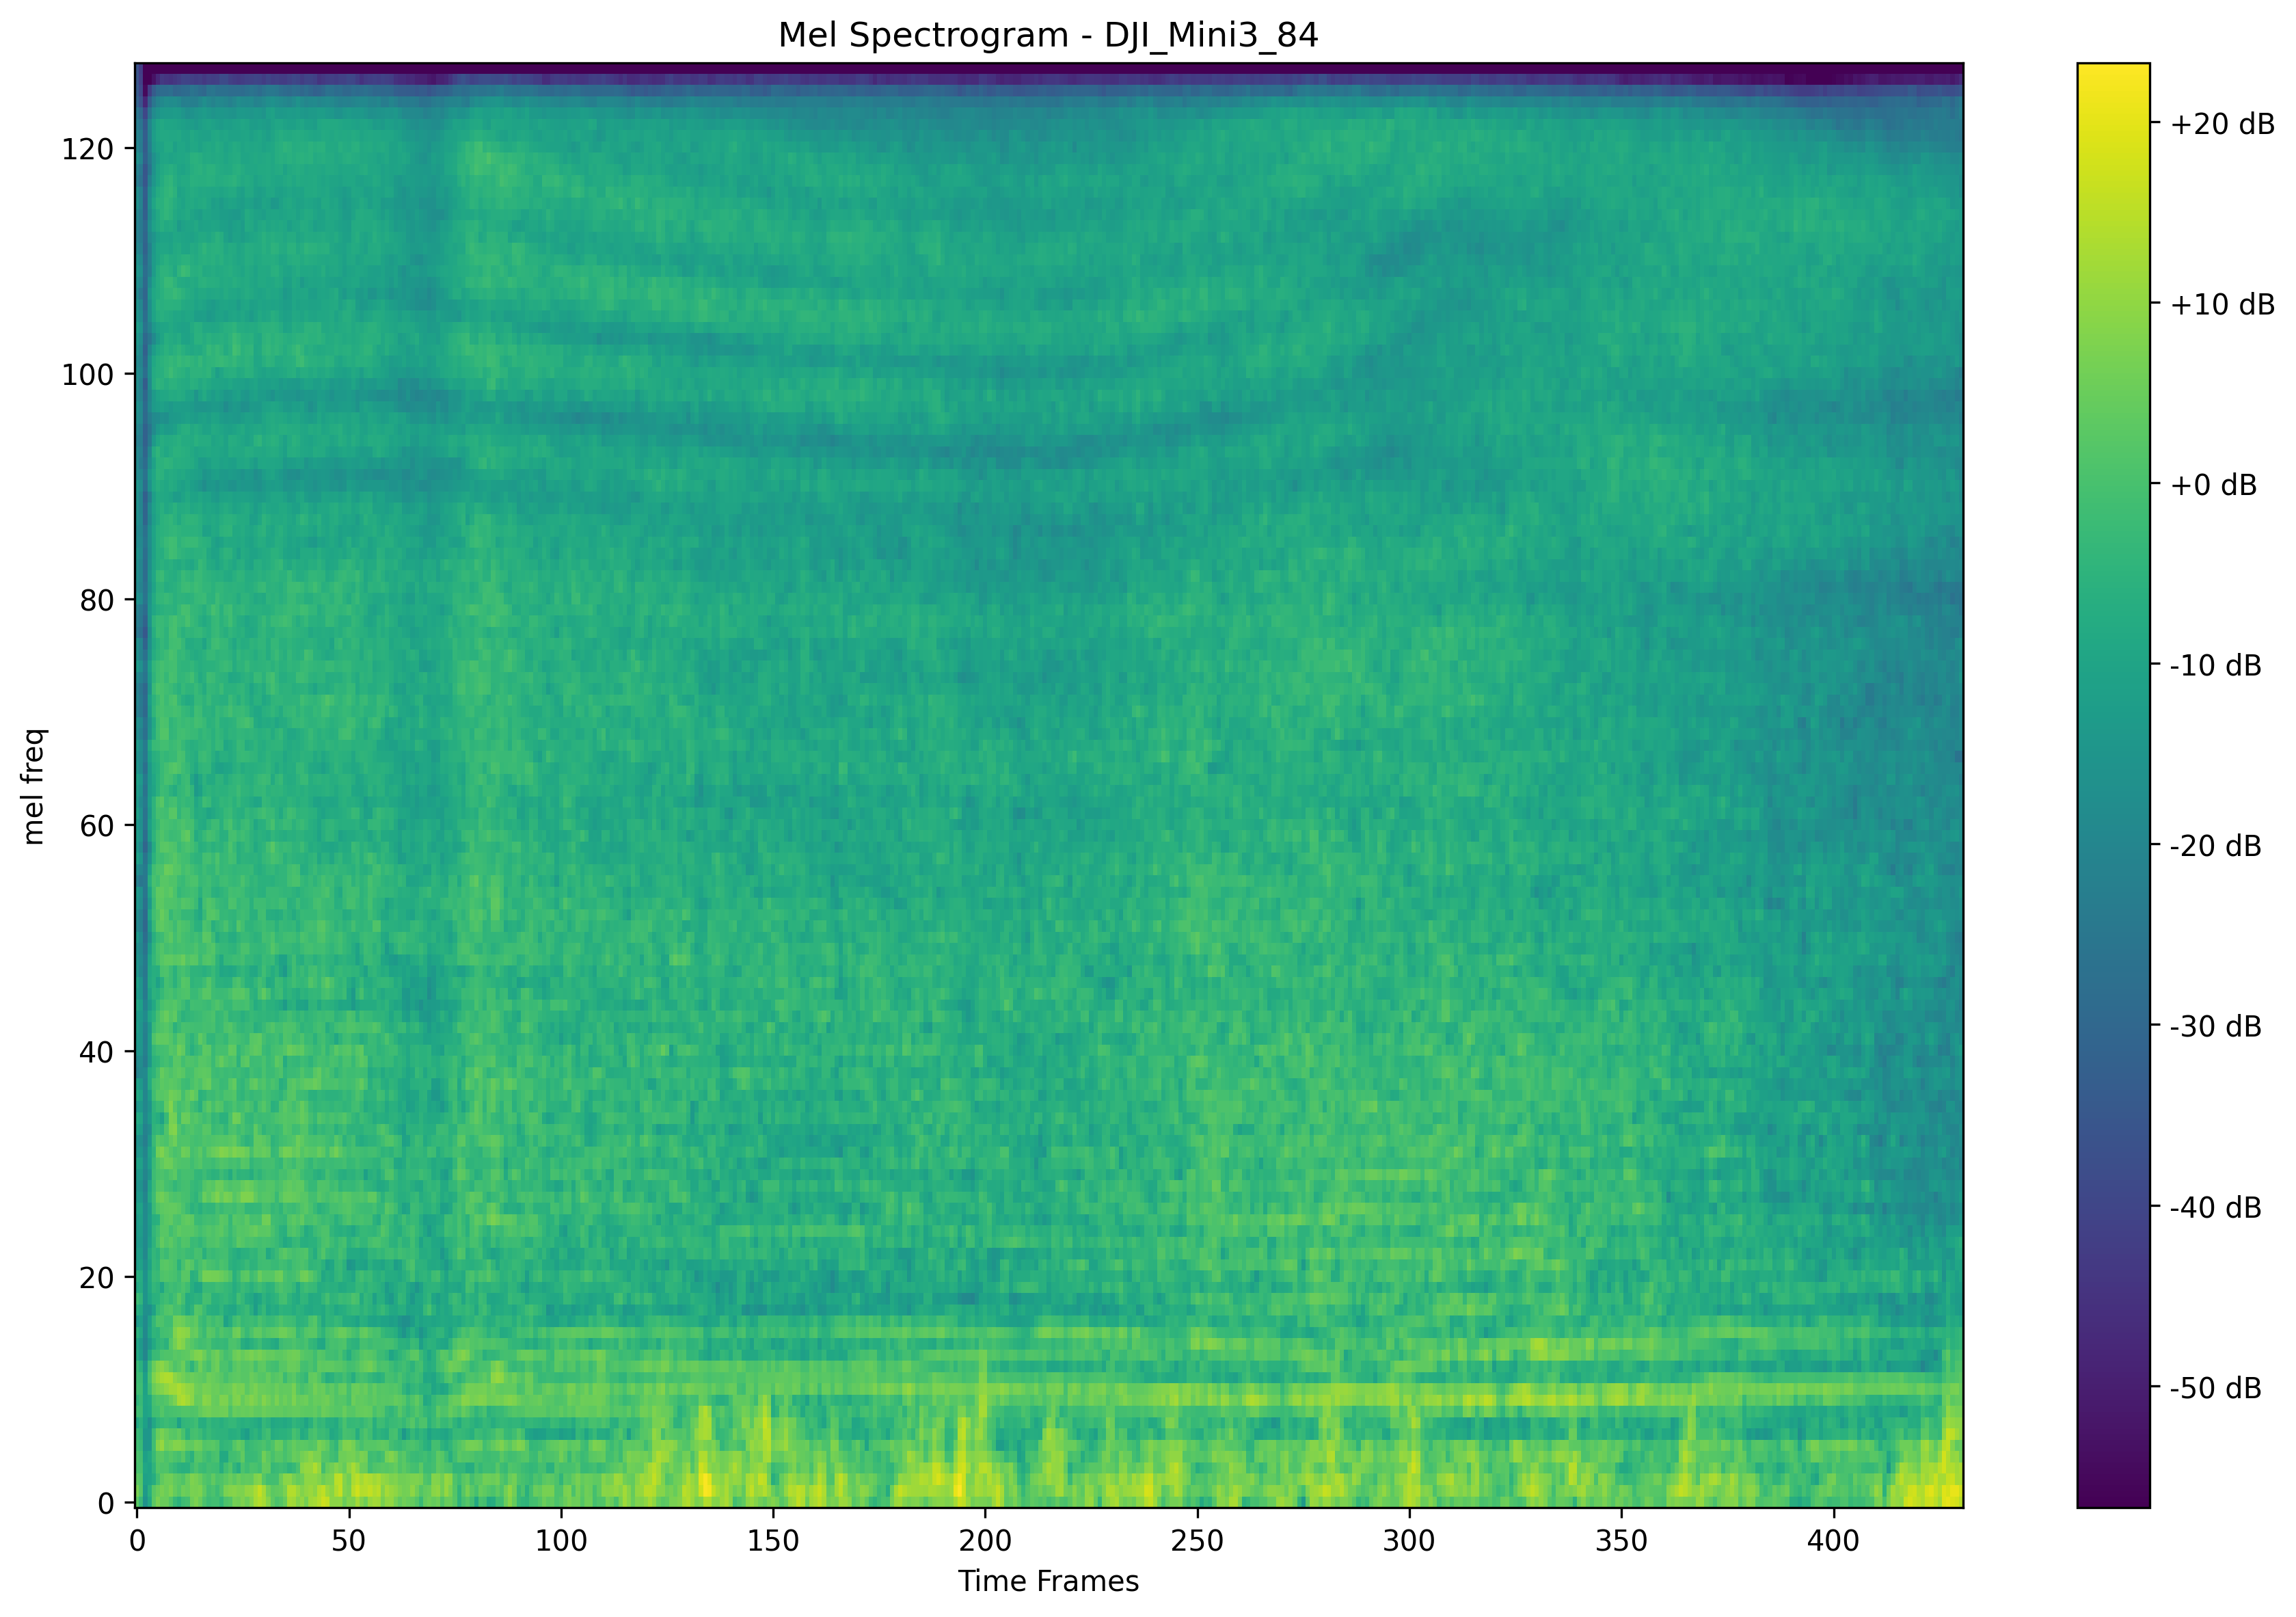 Mel Spectrogram - DJI_Mini3_84
120
100
80
60
40
20
0
mel freq
0 50 100 150 200 250 300 350 400
Time Frames
+20 dB
+10 dB
+0 dB
-10 dB
-20 dB
-30 dB
-40 dB
-50 dB